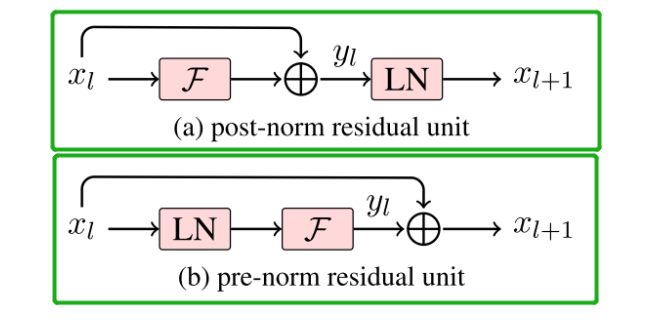 x_l F ⊕ y_l LN x_{l+1}
(a) post-norm residual unit
x_l LN F y_l ⊕ x_{l+1}
(b) pre-norm residual unit